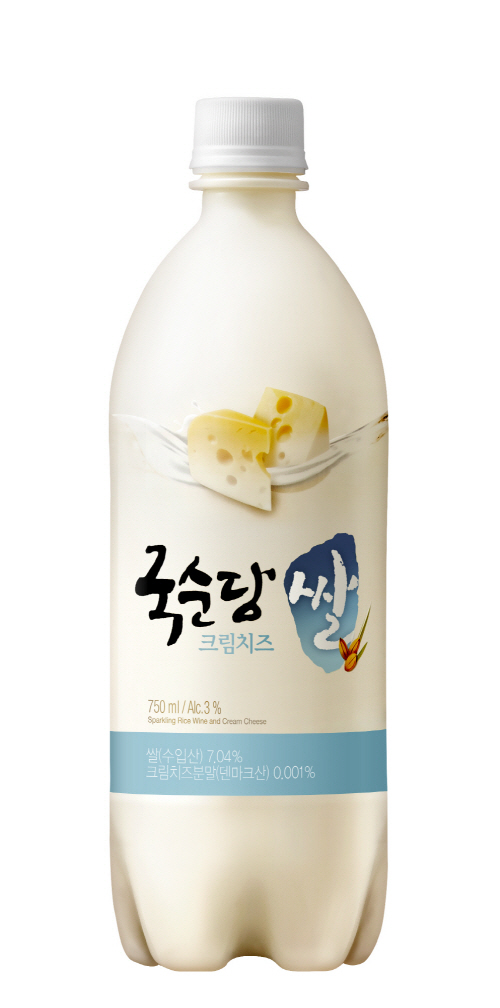 국순당 쌀
크림치즈
750 ml / Alc.3 %
Sparkling Rice Wine and Cream Cheese
쌀(수입산) 7.04%
크림치즈분말(덴마크산) 0.001%